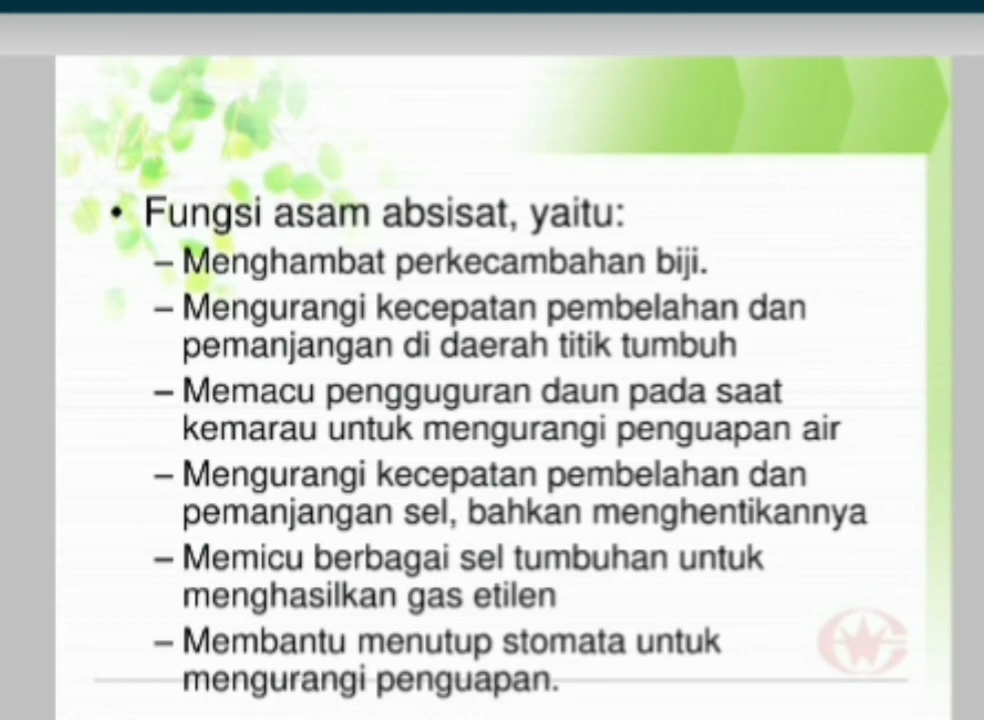 • Fungsi asam absisat, yaitu:
– Menghambat perkecambahan biji.
– Mengurangi kecepatan pembelahan dan
pemanjangan di daerah titik tumbuh
– Memacu pengguguran daun pada saat
kemarau untuk mengurangi penguapan air
– Mengurangi kecepatan pembelahan dan
pemanjangan sel, bahkan menghentikannya
– Memicu berbagai sel tumbuhan untuk
menghasilkan gas etilen
– Membantu menutup stomata untuk
mengurangi penguapan.